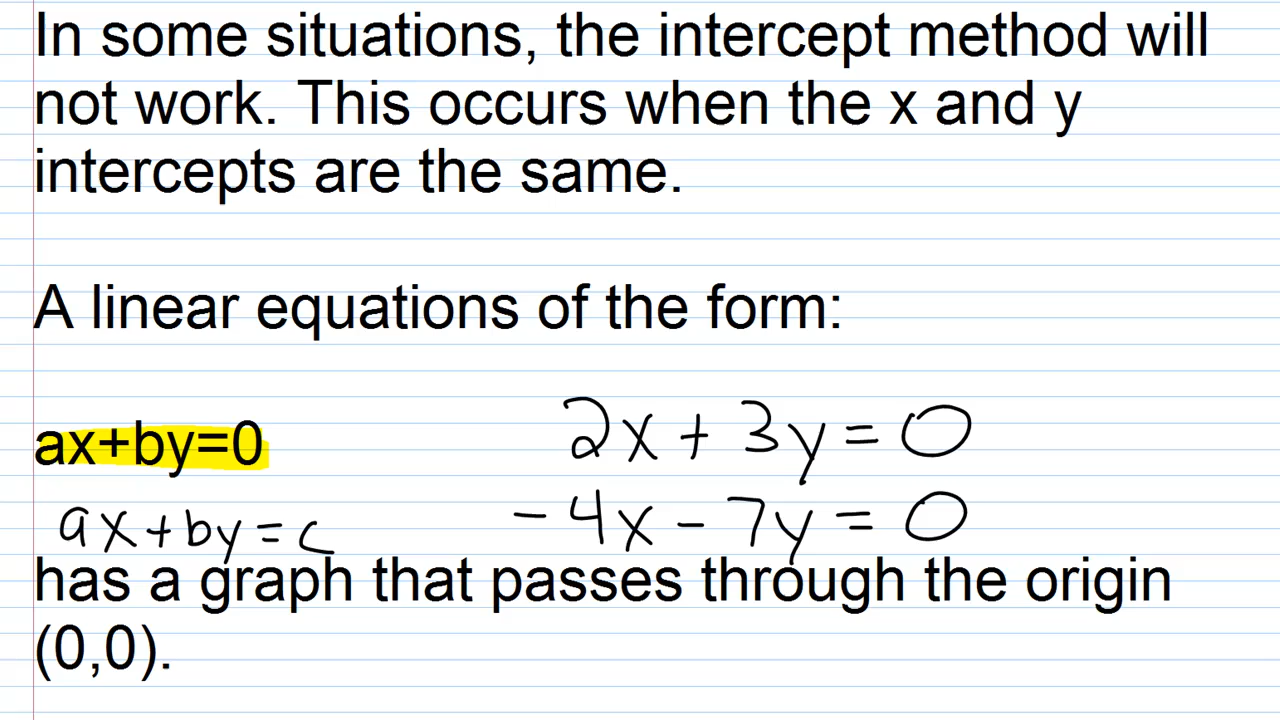 In some situations, the intercept method will
not work. This occurs when the x and y
intercepts are the same.
A linear equations of the form:
ax+by=0
2x + 3y = 0
ax+by=c
-4x - 7y = 0
has a graph that passes through the origin
(0,0).